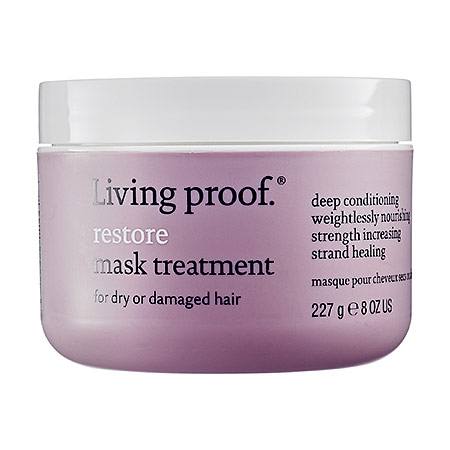 Living proof.®
restore
mask treatment
for dry or damaged hair
deep conditioning
weightlessly nourishing
strength increasing
strand healing
masque pour cheveux secs
227 g ℮ 8 OZ US